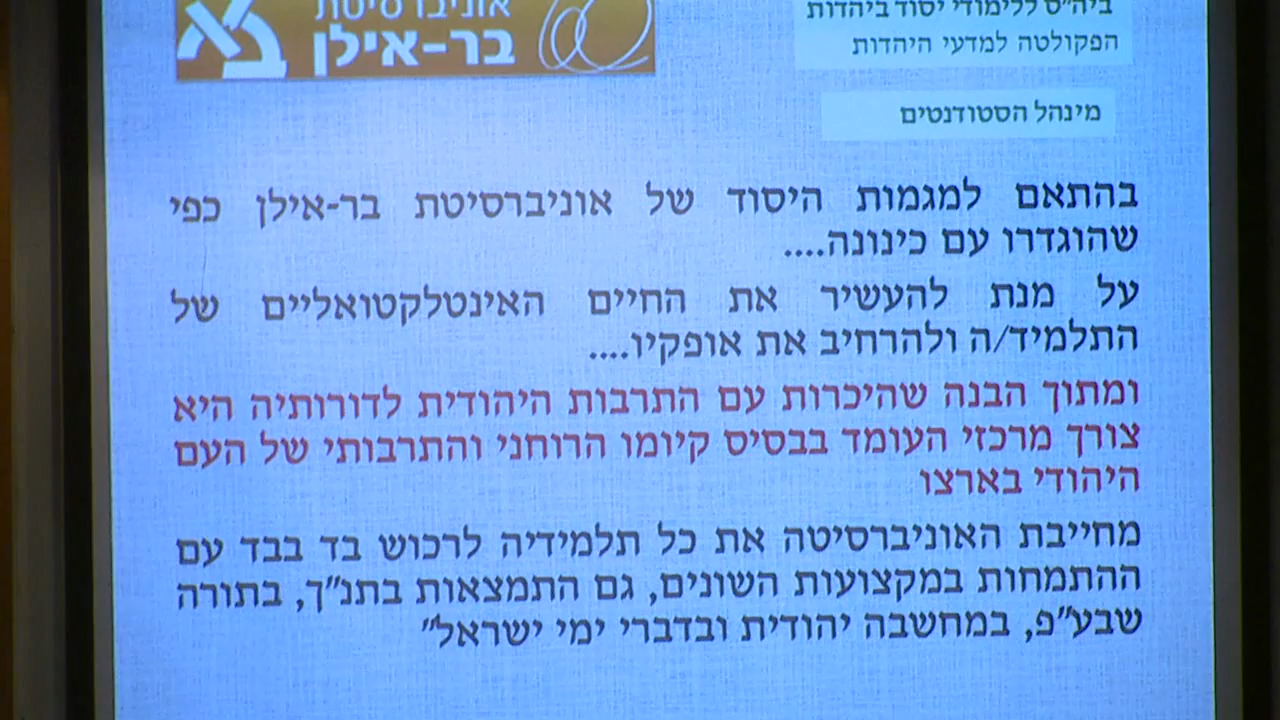 ביה"ס ללימודי יסוד ביהדות
הפקולטה למדעי היהדות
אוניברסיטת
בר-אילן
מינהל הסטודנטים
בהתאם למגמות היסוד של אוניברסיטת בר-אילן כפי
שהוגדרו עם כינונה....
על מנת להעשיר את החיים האינטלקטואליים של
התלמיד/ה ולהרחיב את אופקיו....
ומתוך הבנה שהיכרות עם התרבות היהודית לדורותיה היא
צורך מרכזי העומד בבסיס קיומו הרוחני והתרבותי של העם
היהודי בארצו
מחייבת האוניברסיטה את כל תלמידיה לרכוש בד בבד עם
ההתמחות במקצועות השונים, גם התמצאות בתנ"ך, בתורה
שבע"פ, במחשבה יהודית ובדברי ימי ישראל"